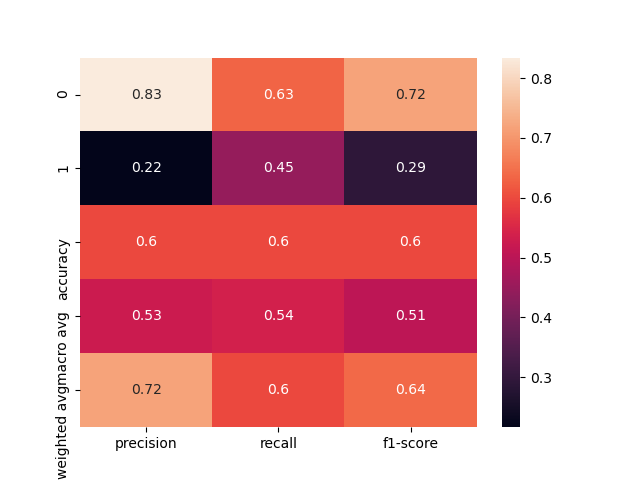 0 0.83 0.63 0.72
1 0.22 0.45 0.29
accuracy 0.6 0.6 0.6
macro avg 0.53 0.54 0.51
weighted avg 0.72 0.6 0.64
precision recall f1-score
0.8
0.7
0.6
0.5
0.4
0.3